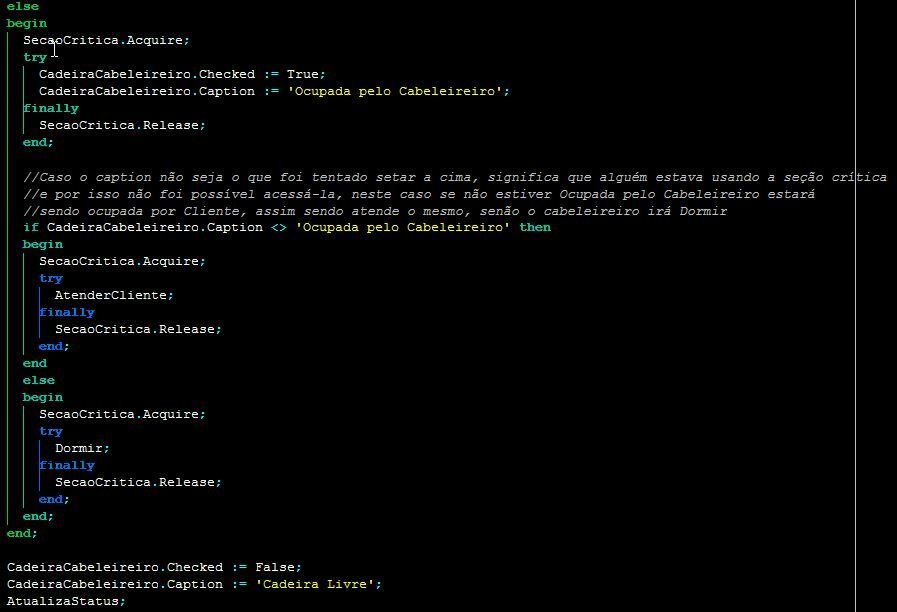 else
begin
  SecaoCritica.Acquire;
  try
    CadeiraCabeleireiro.Checked := True;
    CadeiraCabeleireiro.Caption := 'Ocupada pelo Cabeleireiro';
  finally
    SecaoCritica.Release;
  end;

  //Caso o caption não seja o que foi tentado setar a cima, significa que alguém estava usando a seção crítica
  //e por isso não foi possível acessá-la, neste caso se não estiver Ocupada pelo Cabeleireiro estará
  //sendo ocupada por Cliente, assim sendo atende o mesmo, senão o cabeleireiro irá Dormir
  if CadeiraCabeleireiro.Caption <> 'Ocupada pelo Cabeleireiro' then
  begin
    SecaoCritica.Acquire;
    try
      AtenderCliente;
    finally
      SecaoCritica.Release;
    end;
  end
  else
  begin
    SecaoCritica.Acquire;
    try
      Dormir;
    finally
      SecaoCritica.Release;
    end;
  end;
end;

CadeiraCabeleireiro.Checked := False;
CadeiraCabeleireiro.Caption := 'Cadeira Livre';
AtualizaStatus;